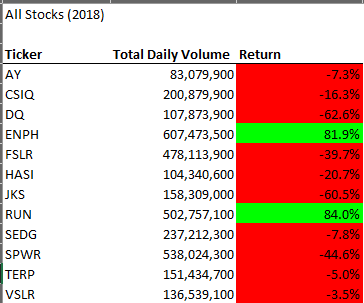 All Stocks (2018)
Ticker Total Daily Volume Return
AY 83,079,900 -7.3%
CSIQ 200,879,900 -16.3%
DQ 107,873,900 -62.6%
ENPH 607,473,500 81.9%
FSLR 478,113,900 -39.7%
HASI 104,340,600 -20.7%
JKS 158,309,000 -60.5%
RUN 502,757,100 84.0%
SEDG 237,212,300 -7.8%
SPWR 538,024,300 -44.6%
TERP 151,434,700 -5.0%
VSLR 136,539,100 -3.5%